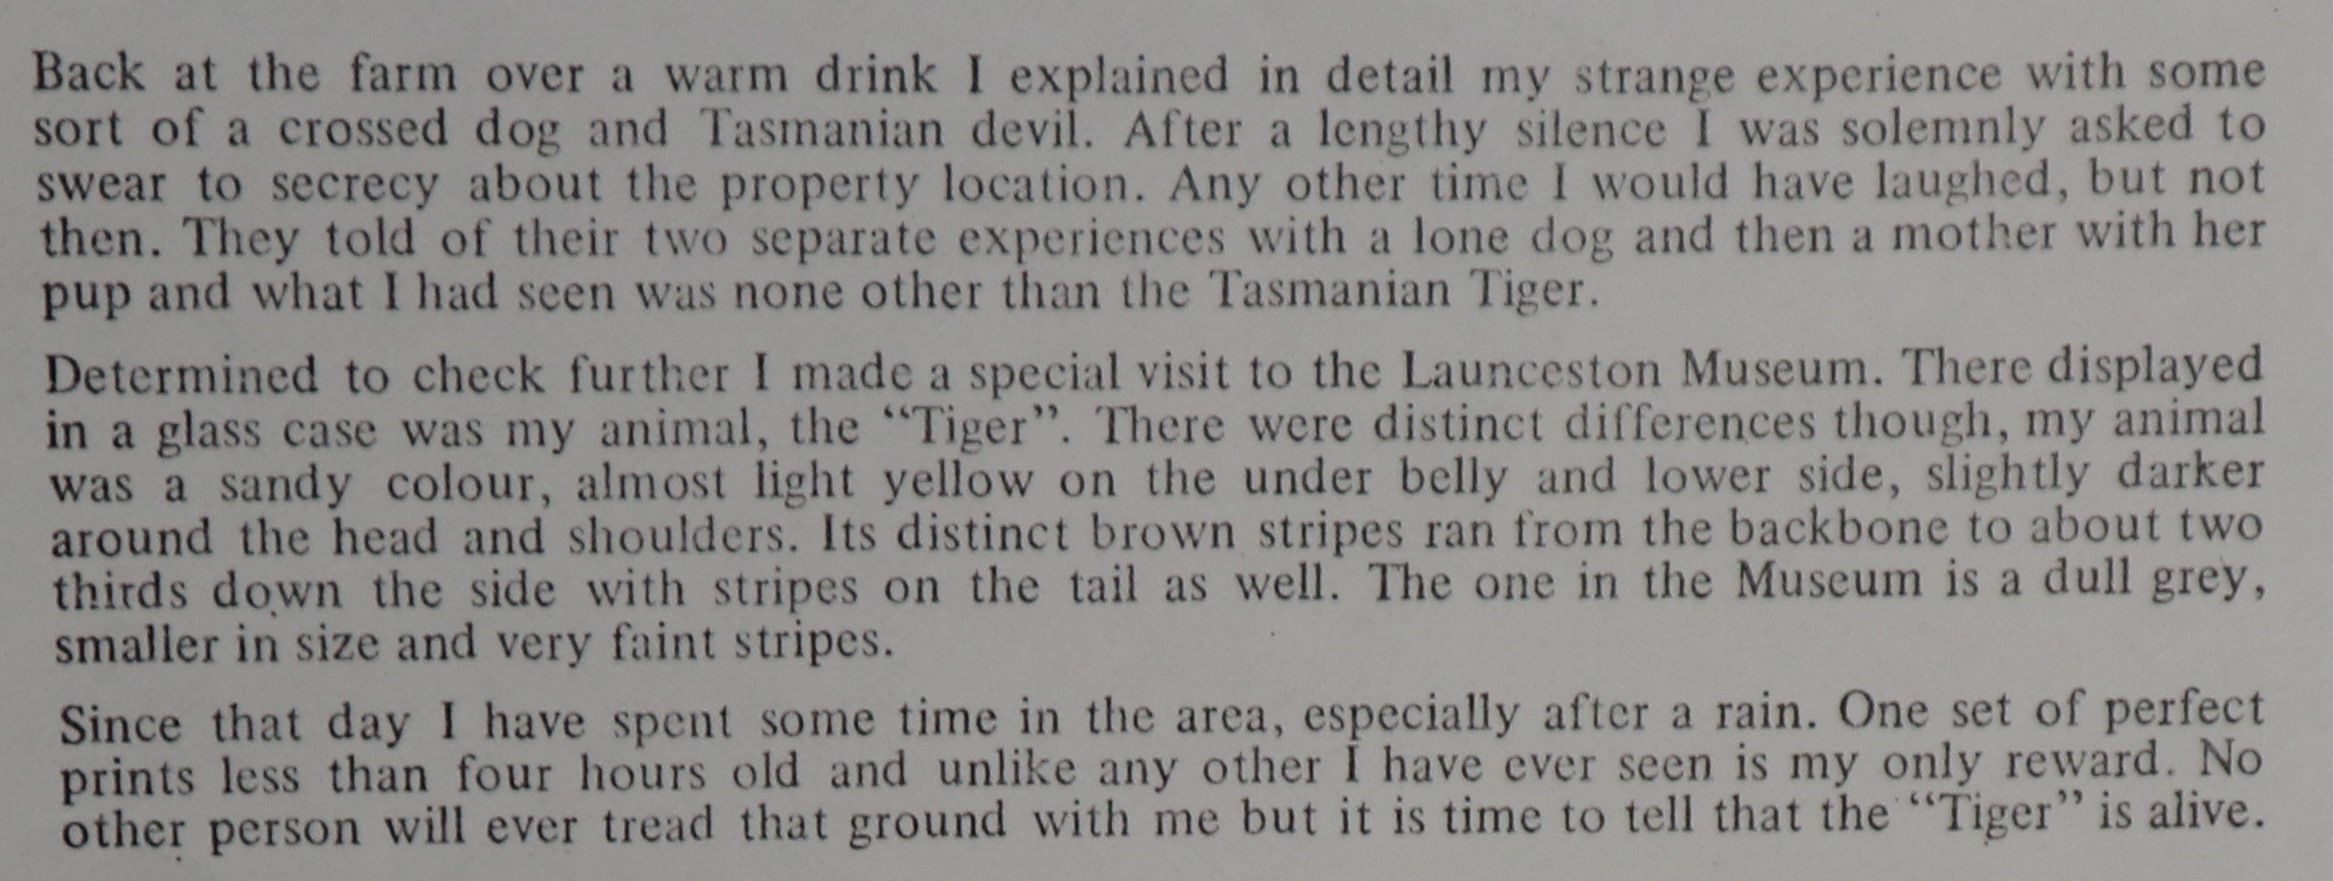 Back at the farm over a warm drink I explained in detail my strange experience with some
sort of a crossed dog and Tasmanian devil. After a lengthy silence I was solemnly asked to
swear to secrecy about the property location. Any other time I would have laughed, but not
then. They told of their two separate experiences with a lone dog and then a mother with her
pup and what I had seen was none other than the Tasmanian Tiger.
Determined to check further I made a special visit to the Launceston Museum. There displayed
in a glass case was my animal, the “Tiger”. There were distinct differences though, my animal
was a sandy colour, almost light yellow on the under belly and lower side, slightly darker
around the head and shoulders. Its distinct brown stripes ran from the backbone to about two
thirds down the side with stripes on the tail as well. The one in the Museum is a dull grey,
smaller in size and very faint stripes.
Since that day I have spent some time in the area, especially after a rain. One set of perfect
prints less than four hours old and unlike any other I have ever seen is my only reward. No
other person will ever tread that ground with me but it is time to tell that the “Tiger” is alive.